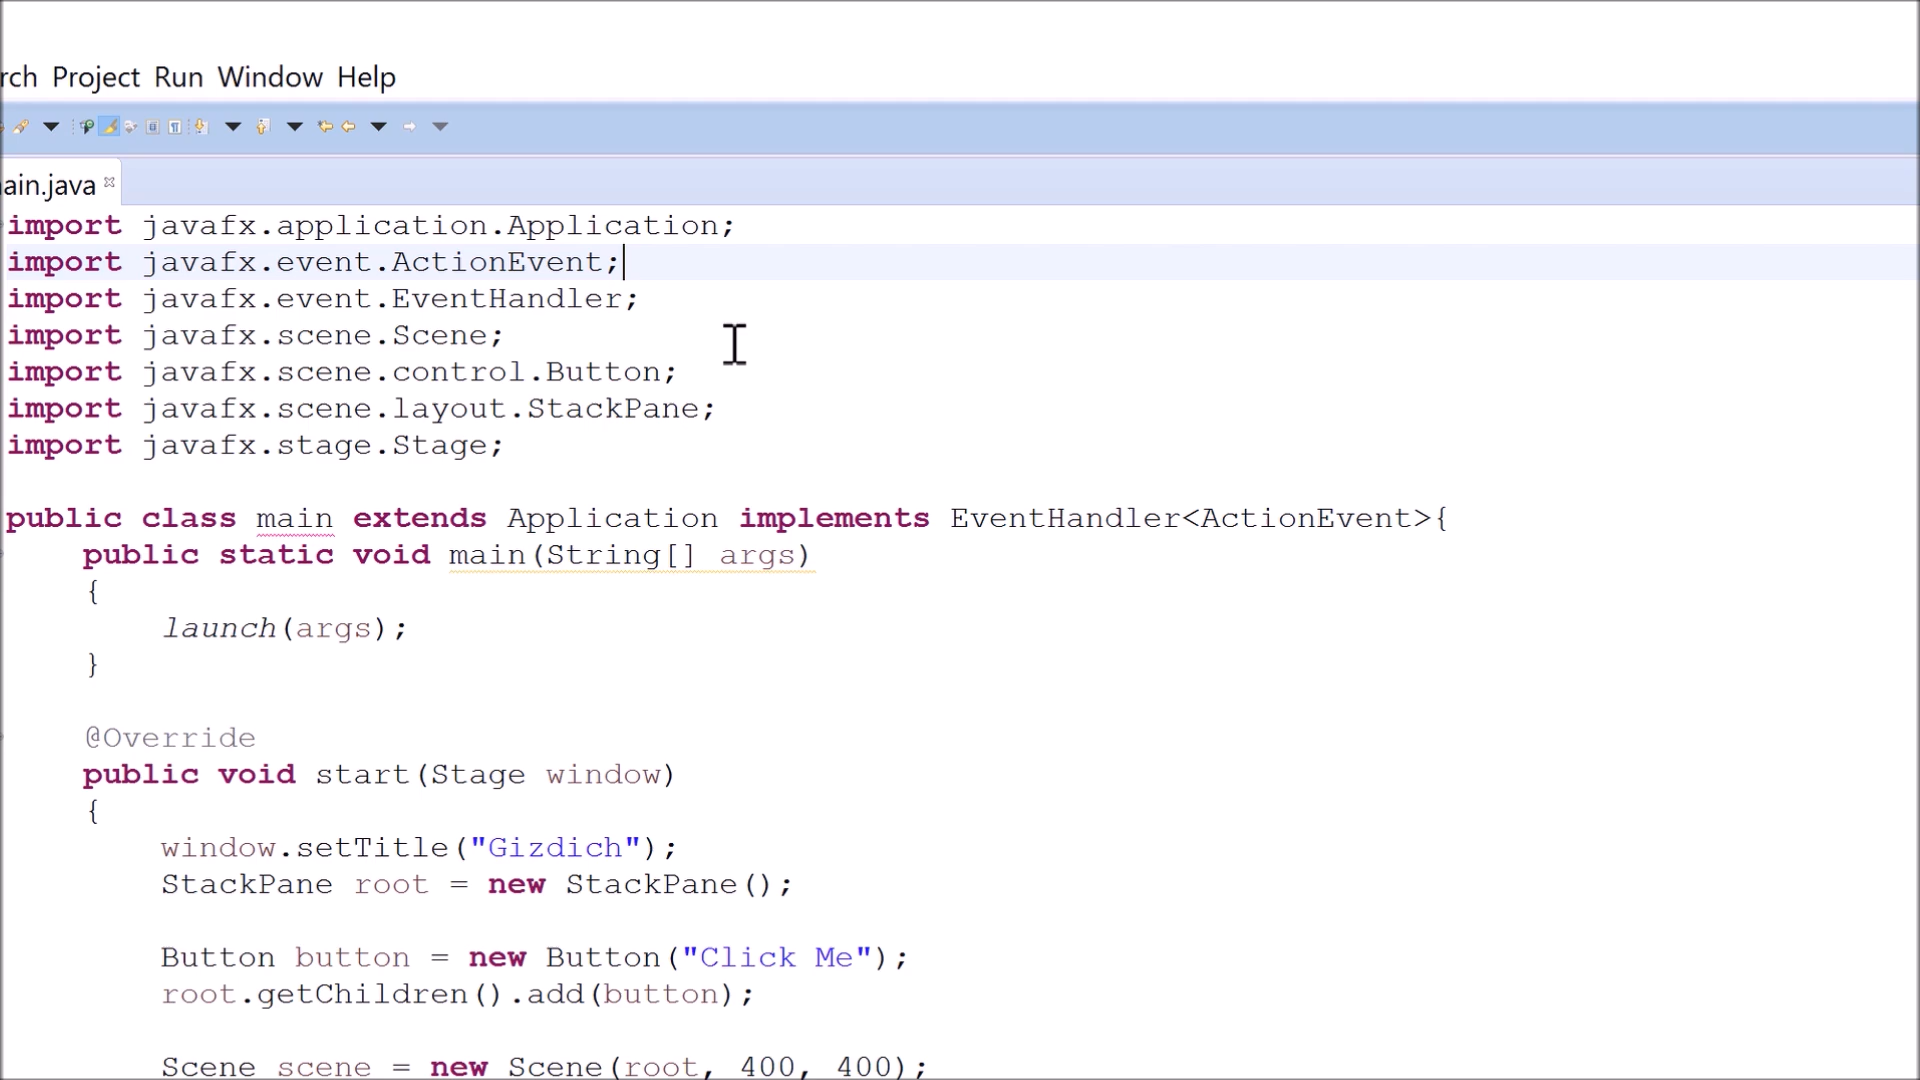 rch Project Run Window Help
ain.java
import javafx.application.Application;
import javafx.event.ActionEvent;
import javafx.event.EventHandler;
import javafx.scene.Scene;
import javafx.scene.control.Button;
import javafx.scene.layout.StackPane;
import javafx.stage.Stage;
public class main extends Application implements EventHandler<ActionEvent>{
public static void main(String[] args)
{
launch(args);
}
@Override
public void start(Stage window)
{
window.setTitle("Gizdich");
StackPane root = new StackPane();
Button button = new Button("Click Me");
root.getChildren().add(button);
Scene scene = new Scene(root, 400, 400);